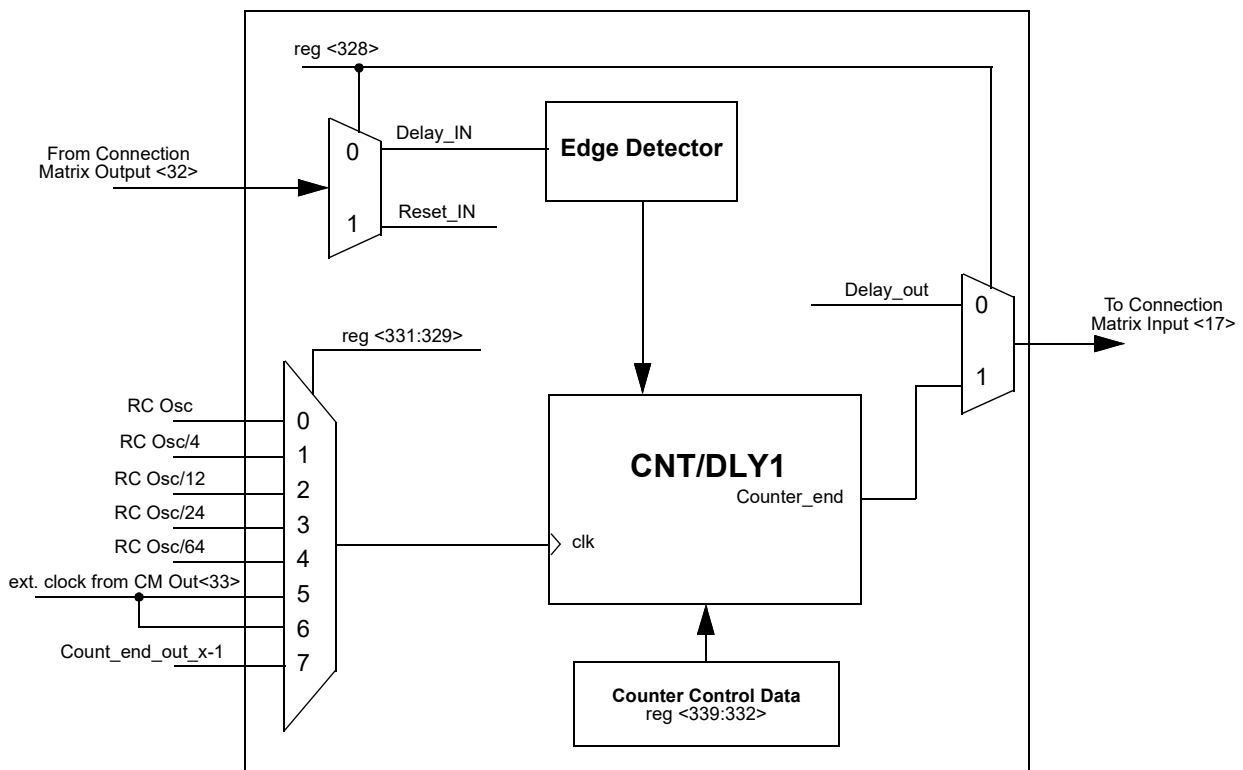 reg <328>
From Connection
Matrix Output <32>
0
1
Delay_IN
Reset_IN
Edge Detector
Delay_out
0
1
To Connection
Matrix Input <17>
reg <331:329>
RC Osc
0
RC Osc/4
1
RC Osc/12
2
RC Osc/24
3
RC Osc/64
4
ext. clock from CM Out<33>
5
6
Count_end_out_x-1
7
CNT/DLY1
Counter_end
clk
Counter Control Data
reg <339:332>